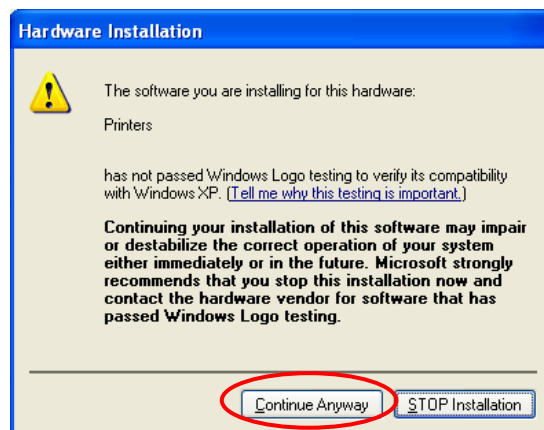 Hardware Installation
The software you are installing for this hardware:
Printers
has not passed Windows Logo testing to verify its compatibility
with Windows XP. (Tell me why this testing is important.)
Continuing your installation of this software may impair
or destabilize the correct operation of your system
either immediately or in the future. Microsoft strongly
recommends that you stop this installation now and
contact the hardware vendor for software that has
passed Windows Logo testing.
Continue Anyway STOP Installation